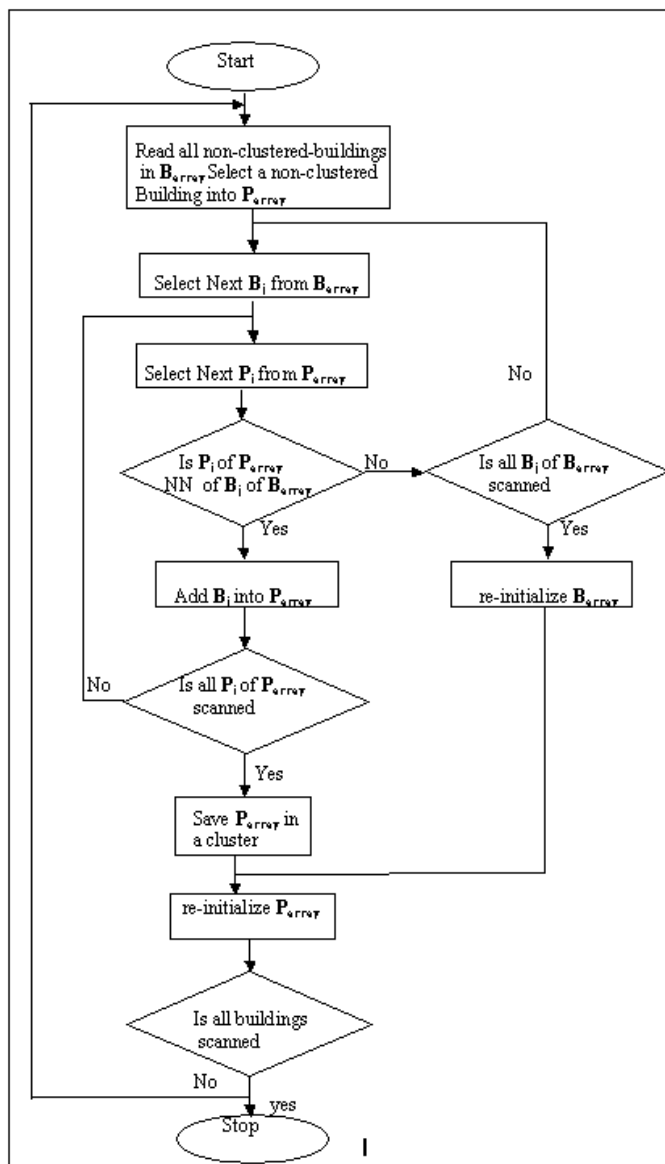 Start
Read all non-clustered-buildings
in Barray Select a non-clustered
Building into Parray
Select Next Bi from Barray
Select Next Pi from Parray
No
Is Pi of Parray
NN of Bi of Barray
No
Is all Bi of Barray
scanned
Yes
Yes
Add Bi into Parray
re-initialize Barray
No
Is all Pi of Parray
scanned
Yes
Save Parray in
a cluster
re-initialize Parray
Is all buildings
scanned
No
yes
Stop
I